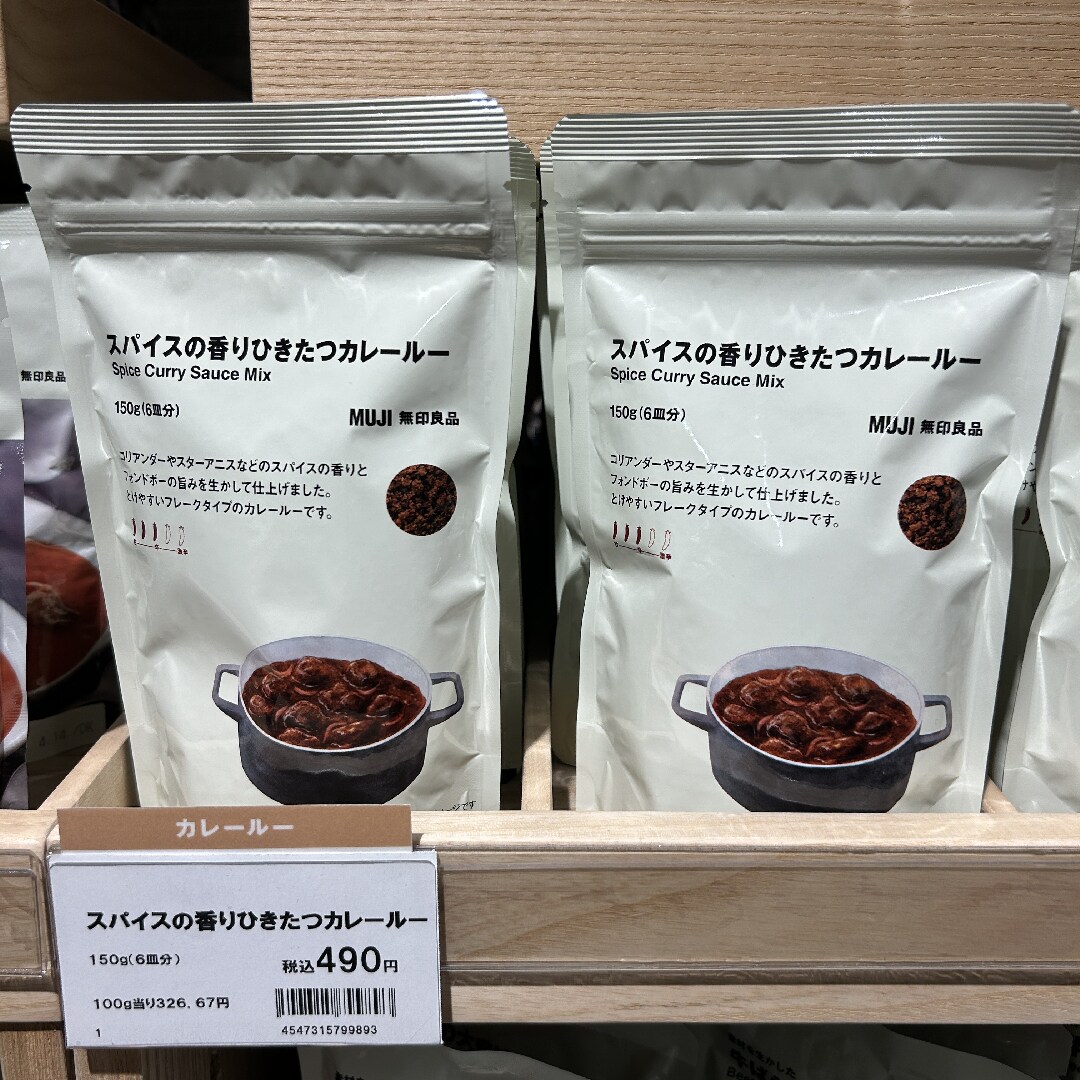 スパイスの香りひきたつカレールー
Spice Curry Sauce Mix
150g(6皿分)
MUJI 無印良品
コリアンダーやスターアニスなどのスパイスの香りと
フォンドボーの旨みを生かして仕上げました。
とけやすいフレークタイプのカレールーです。
スパイスの香りひきたつカレールー
Spice Curry Sauce Mix
150g(6皿分)
MUJI 無印良品
コリアンダーやスターアニスなどのスパイスの香りと
フォンドボーの旨みを生かして仕上げました。
とけやすいフレークタイプのカレールーです。
無印良品
カレールー
スパイスの香りひきたつカレールー
150g(6皿分)
税込490円
100g当り326.67円
4547315799893
1